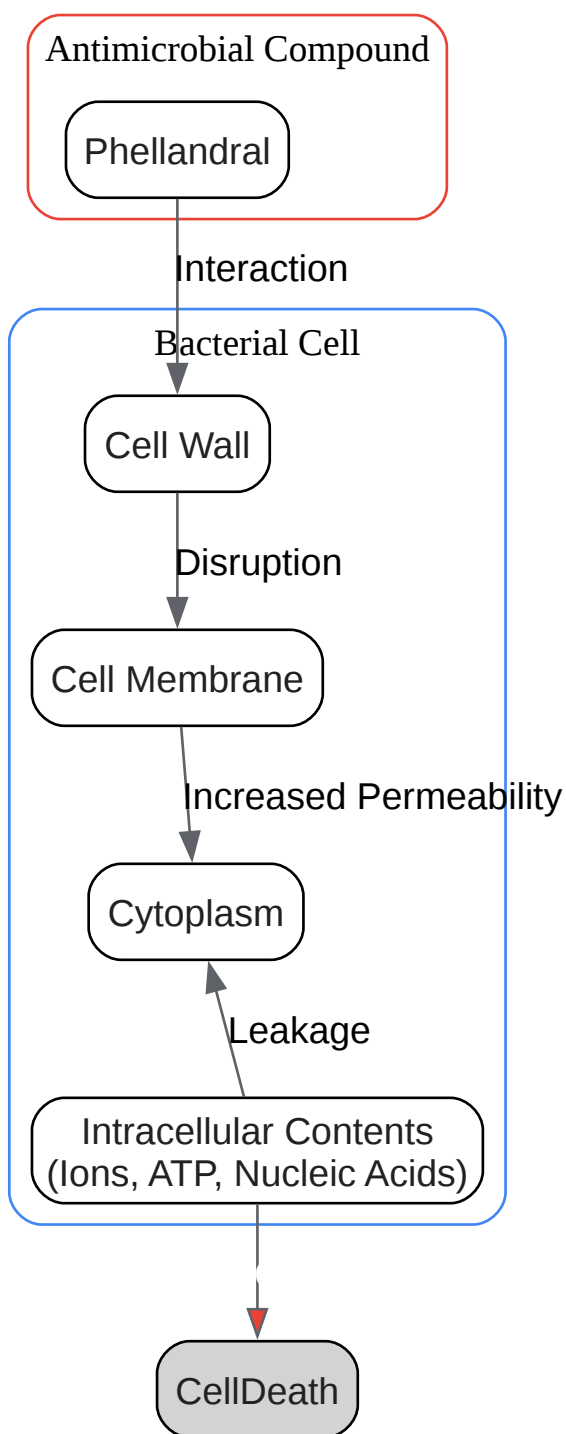 Antimicrobial Compound
Phellandral
Interaction
Bacterial Cell
Cell Wall
Disruption
Cell Membrane
Increased Permeability
Cytoplasm
Leakage
Intracellular Contents
(Ions, ATP, Nucleic Acids)
CellDeath